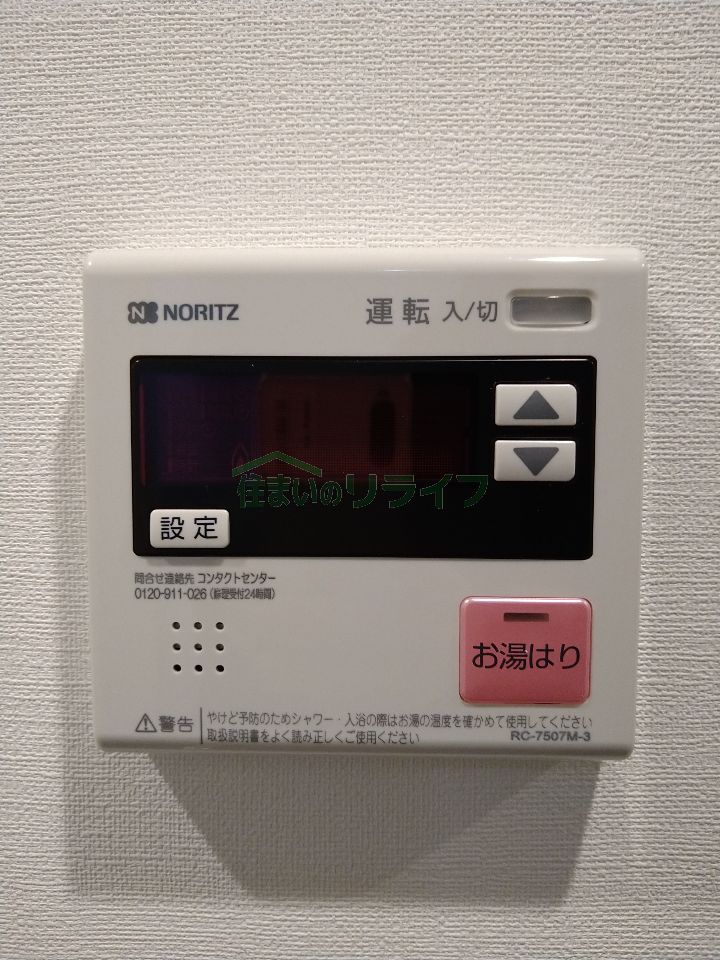 NORITZ
運転 入/切
住まいのリライフ
設定
問合せ連絡先 コンタクトセンター
0120-911-026 (修理受付24時間)
お湯はり
警告
やけど予防のためシャワー・入浴の際はお湯の温度を確かめて使用してください
取扱説明書をよく読み正しくご使用ください
RC-7507M-3